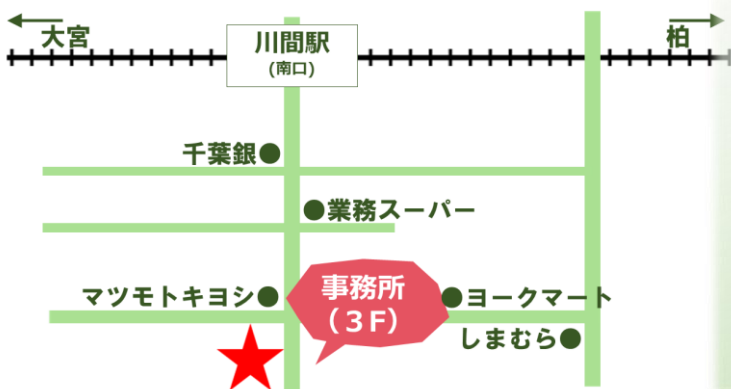 大宮
柏
川間駅
(南口)
千葉銀
業務スーパー
マツモトキヨシ
事務所
(3F)
ヨークマート
しまむら